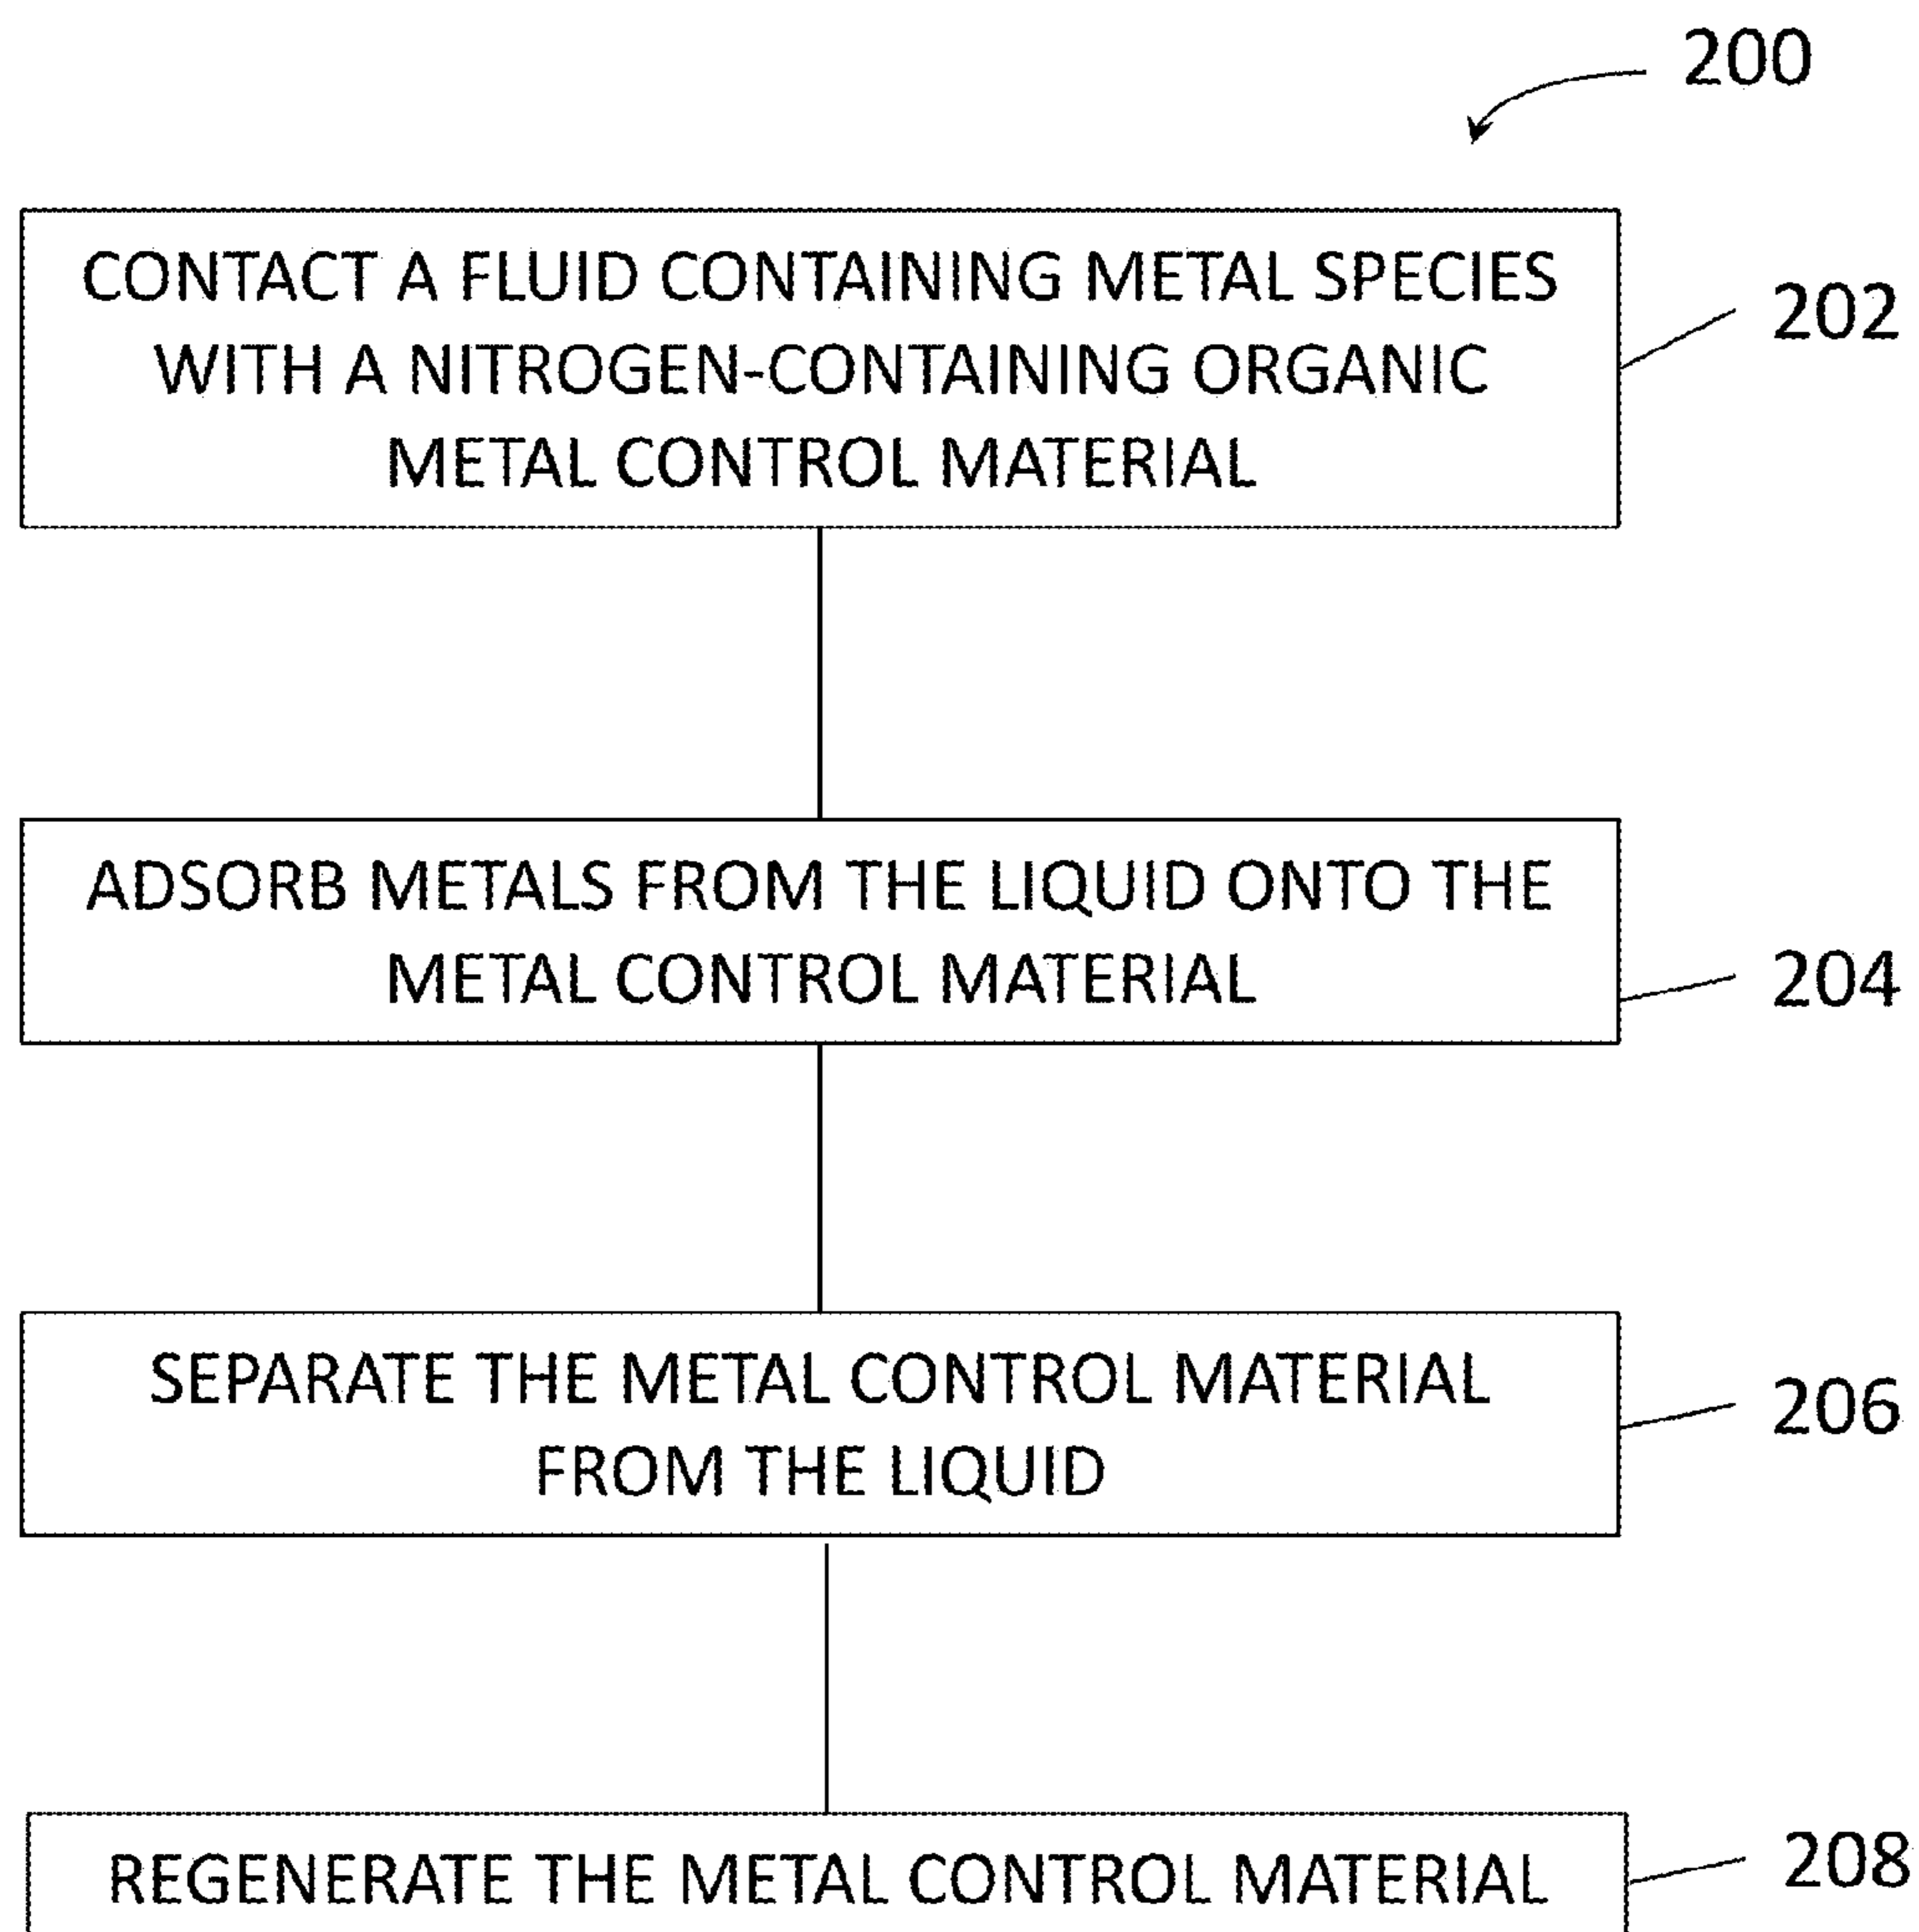 200
CONTACT A FLUID CONTAINING METAL SPECIES
WITH A NITROGEN-CONTAINING ORGANIC
METAL CONTROL MATERIAL
202
ADSORB METALS FROM THE LIQUID ONTO THE
METAL CONTROL MATERIAL
204
SEPARATE THE METAL CONTROL MATERIAL
FROM THE LIQUID
206
REGENERATE THE METAL CONTROL MATERIAL
208